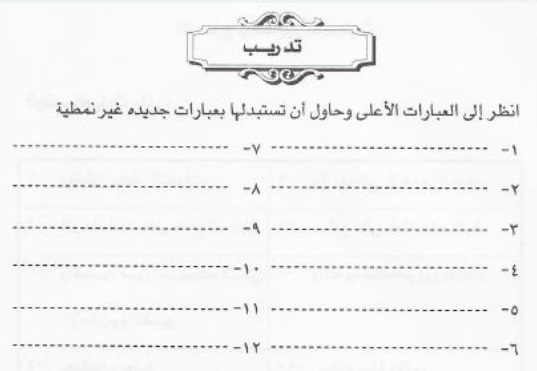 تدريب
انظر إلى العبارات الأعلى وحاول أن تستبدلها بعبارات جديده غير نمطية
١- ------------------------ ٧- ------------------------
٢- ------------------------ ٨- ------------------------
٣- ------------------------ ٩- ------------------------
٤- ------------------------ ١٠- ------------------------
٥- ------------------------ ١١- ------------------------
٦- ------------------------ ١٢- ------------------------